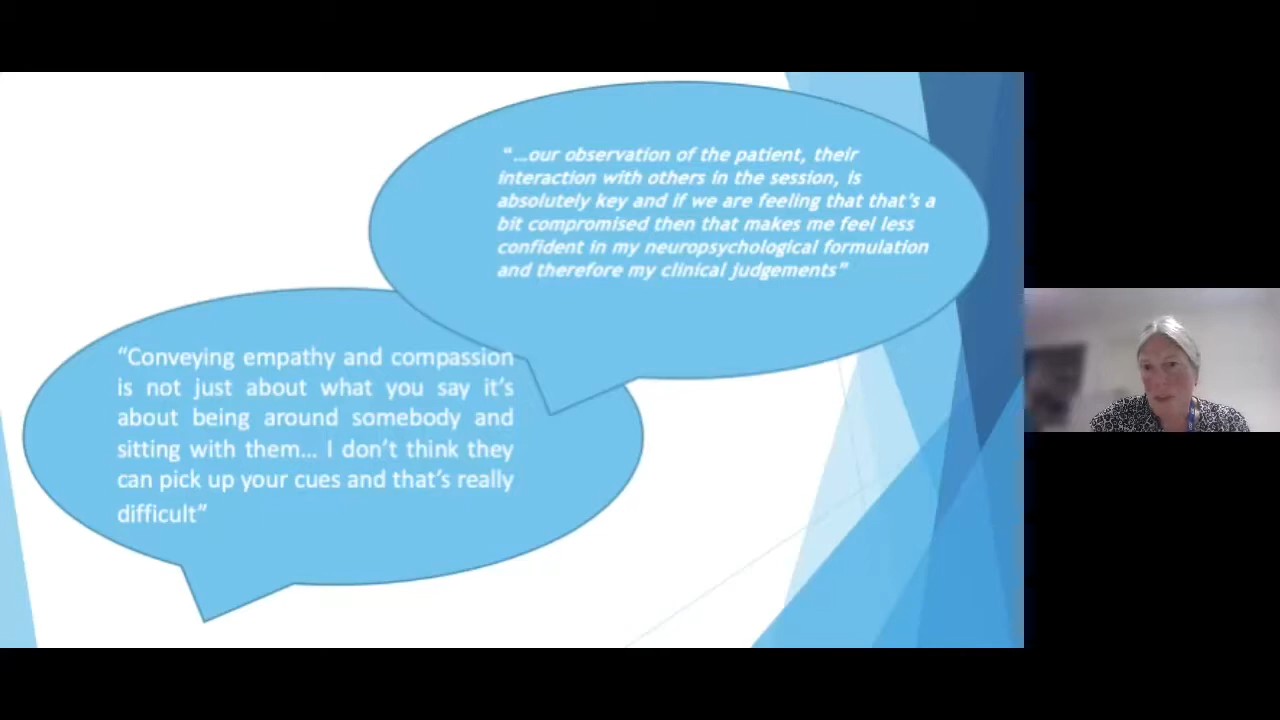 “…our observation of the patient, their
interaction with others in the session, is
absolutely key and if we are feeling that that’s a
bit compromised then that makes me feel less
confident in my neuropsychological formulation
and therefore my clinical judgements”
“Conveying empathy and compassion
is not just about what you say it’s
about being around somebody and
sitting with them… I don’t think they
can pick up your cues and that’s really
difficult”